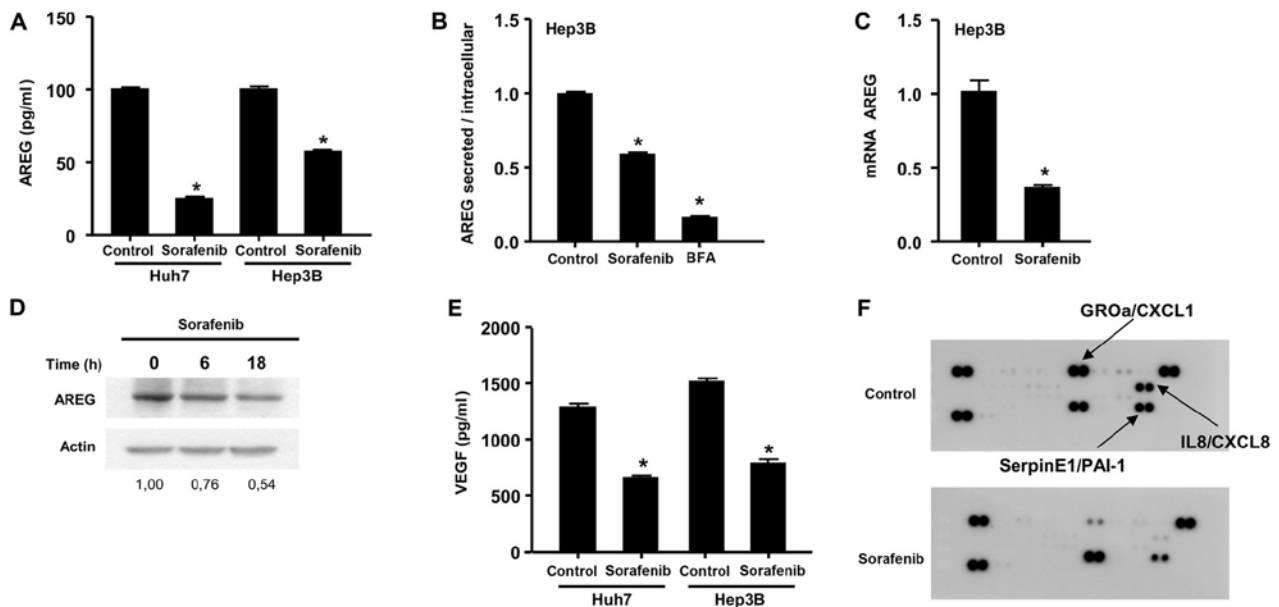 A
AREG (pg/ml)
150
100
50
0
*
*
Control Sorafenib Control Sorafenib
Huh7 Hep3B
B
Hep3B
AREG secreted / intracellular
1.5
1.0
0.5
0.0
*
*
Control Sorafenib BFA
C
Hep3B
mRNA AREG
1.5
1.0
0.5
0.0
*
Control Sorafenib
D
Sorafenib
Time (h) 0 6 18
AREG
Actin
1,00 0,76 0,54
E
VEGF (pg/ml)
2000
1500
1000
500
0
*
*
Control Sorafenib Control Sorafenib
Huh7 Hep3B
F
GROa/CXCL1
Control
IL8/CXCL8
SerpinE1/PAI-1
Sorafenib